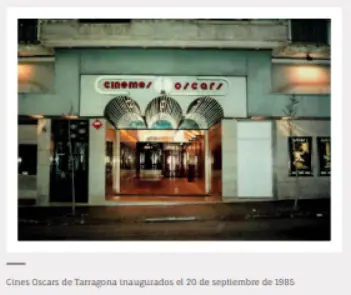 cinemes oscars
Cines Oscars de Tarragona inaugurados el 20 de septiembre de 1985